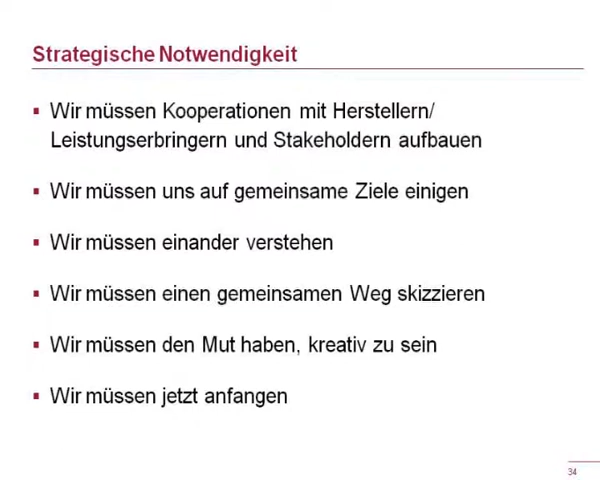 Strategische Notwendigkeit
Wir müssen Kooperationen mit Herstellern/
Leistungserbringern und Stakeholdern aufbauen
Wir müssen uns auf gemeinsame Ziele einigen
Wir müssen einander verstehen
Wir müssen einen gemeinsamen Weg skizzieren
Wir müssen den Mut haben, kreativ zu sein
Wir müssen jetzt anfangen
34